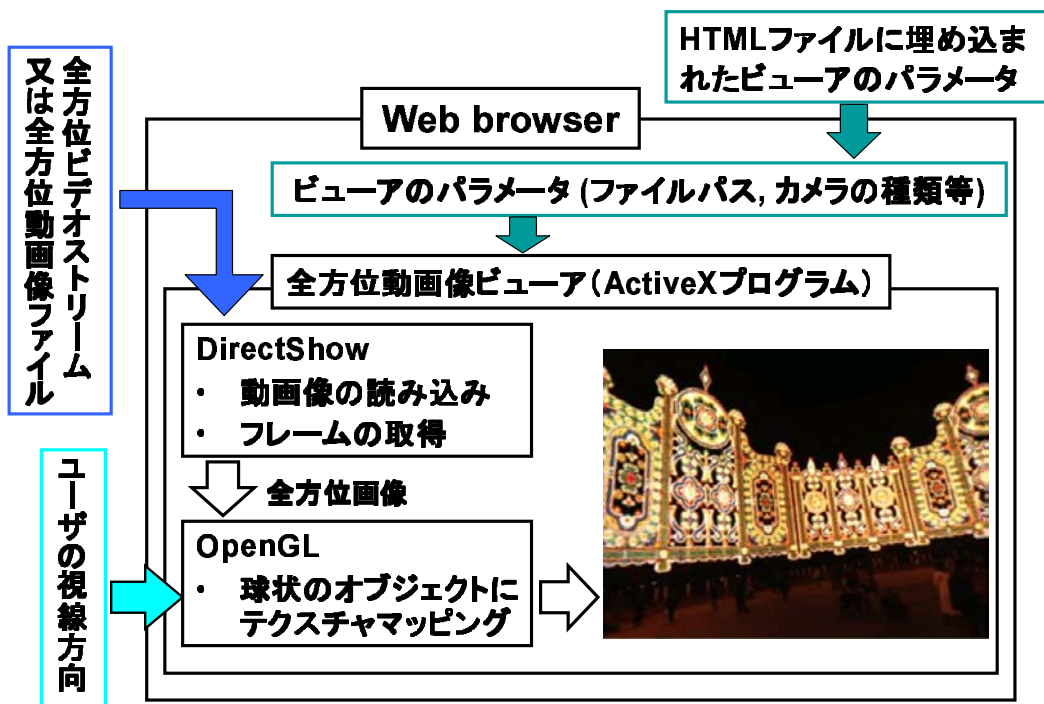 HTMLファイルに埋め込ま
れたビューアのパラメータ
全方位ビデオストリーム
又は全方位動画像ファイル
Web browser
ビューアのパラメータ (ファイルパス, カメラの種類等)
全方位動画像ビューア(ActiveXプログラム)
DirectShow
・ 動画像の読み込み
・ フレームの取得
全方位画像
ユーザの視線方向
OpenGL
・ 球状のオブジェクトに
テクスチャマッピング